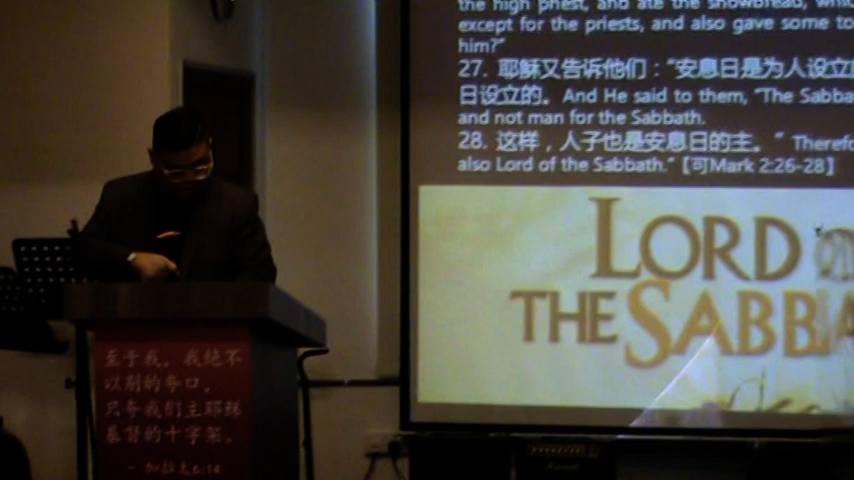 the high priest, and ate the showbread,
except for the priests, and also gave some to
him?"
27. 耶稣又告诉他们："安息日是为人设立
日设立的。And He said to them, "The Sabba
and not man for the Sabbath.
28. 这样，人子也是安息日的主。" Therefo
also Lord of the Sabbath."【可Mark 2:26-28】
LORD
THE SABBA
至于我，我绝不
以别的夸口，
只夸我们主耶稣
基督的十字架。
- 加拉太6:14